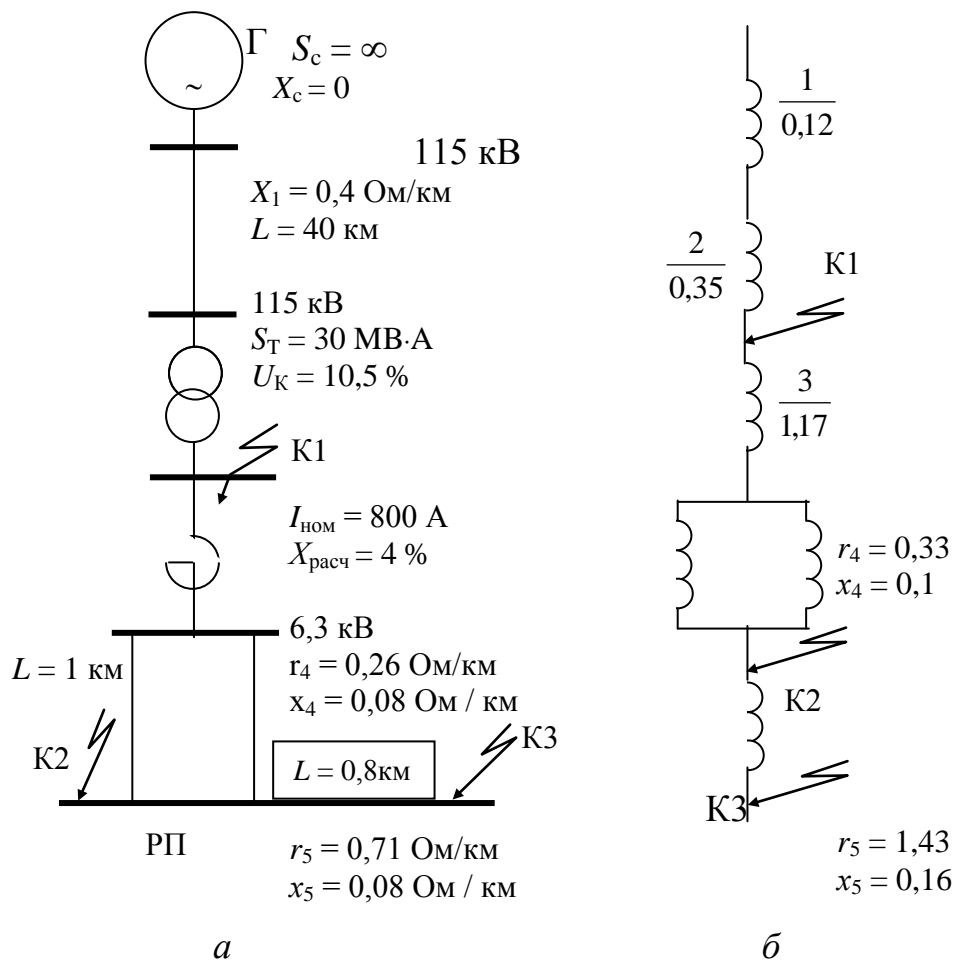 Г
S_c = ∞
X_c = 0
~
115 кВ
X_1 = 0,4 Ом/км
L = 40 км
115 кВ
S_T = 30 МВ·А
U_К = 10,5 %
К1
I_ном = 800 А
X_расч = 4 %
6,3 кВ
L = 1 км
r_4 = 0,26 Ом/км
x_4 = 0,08 Ом / км
К2
К3
L = 0,8км
РП
r_5 = 0,71 Ом/км
x_5 = 0,08 Ом / км
а
1
0,12
2
0,35
К1
3
1,17
r_4 = 0,33
x_4 = 0,1
К2
К3
r_5 = 1,43
x_5 = 0,16
б